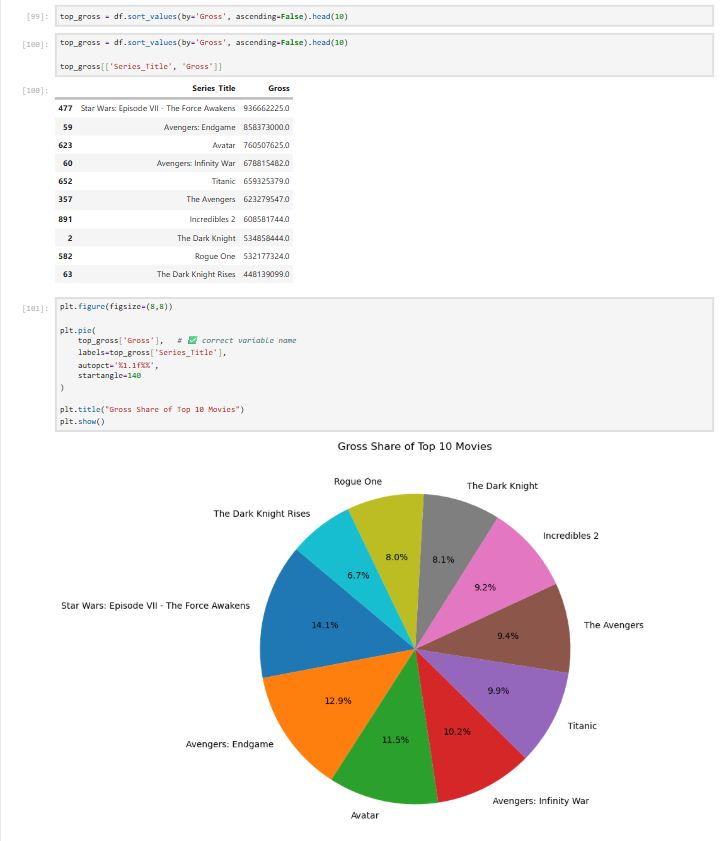 [99]: top_gross = df.sort_values(by='Gross', ascending=False).head(10)
[100]: top_gross = df.sort_values(by='Gross', ascending=False).head(10)
top_gross[['Series_Title', 'Gross']]
[100]: Series_Title Gross
477 Star Wars: Episode VII - The Force Awakens 936662225.0
59 Avengers: Endgame 858373000.0
623 Avatar 760507625.0
60 Avengers: Infinity War 678815482.0
652 Titanic 659325379.0
357 The Avengers 623279547.0
891 Incredibles 2 608581744.0
2 The Dark Knight 534858444.0
582 Rogue One 532177324.0
63 The Dark Knight Rises 448139099.0
[101]: plt.figure(figsize=(8,8))
plt.pie(
top_gross['Gross'], # ✅ correct variable name
labels=top_gross['Series_Title'],
autopct='%1.1f%%',
startangle=140
)
plt.title("Gross Share of Top 10 Movies")
plt.show()
Gross Share of Top 10 Movies
Rogue One
The Dark Knight
The Dark Knight Rises
Incredibles 2
8.0%
8.1%
6.7%
9.2%
Star Wars: Episode VII - The Force Awakens
14.1%
The Avengers
9.4%
12.9%
9.9%
Titanic
11.5%
10.2%
Avengers: Endgame
Avengers: Infinity War
Avatar